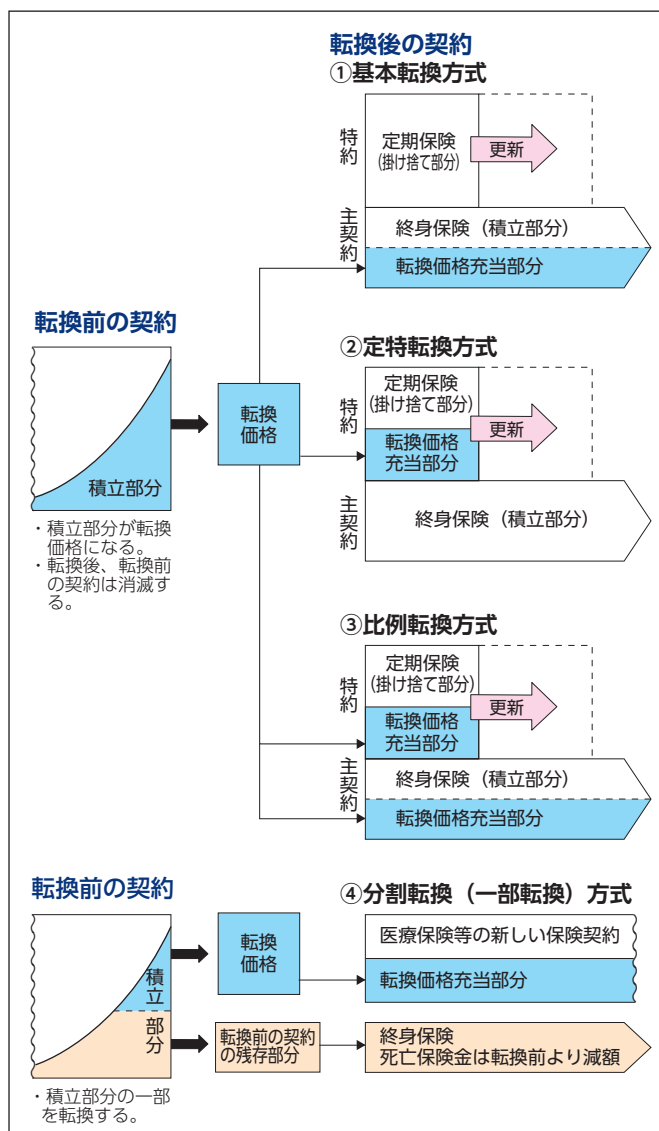 転換後の契約
①基本転換方式
特約
定期保険
(掛け捨て部分)
更新
主契約
終身保険（積立部分）
転換価格充当部分
転換前の契約
積立部分
・積立部分が転換
価格になる。
・転換後、転換前
の契約は消滅す
る。
転換
価格
②定特転換方式
特約
定期保険
(掛け捨て部分)
転換価格
充当部分
更新
主契約
終身保険（積立部分）
③比例転換方式
特約
定期保険
(掛け捨て部分)
転換価格
充当部分
更新
主契約
終身保険（積立部分）
転換価格充当部分
転換前の契約
積立
部分
・積立部分の一部
を転換する。
転換
価格
転換前の契約
の残存部分
④分割転換（一部転換）方式
医療保険等の新しい保険契約
転換価格充当部分
終身保険
死亡保険金は転換前より減額